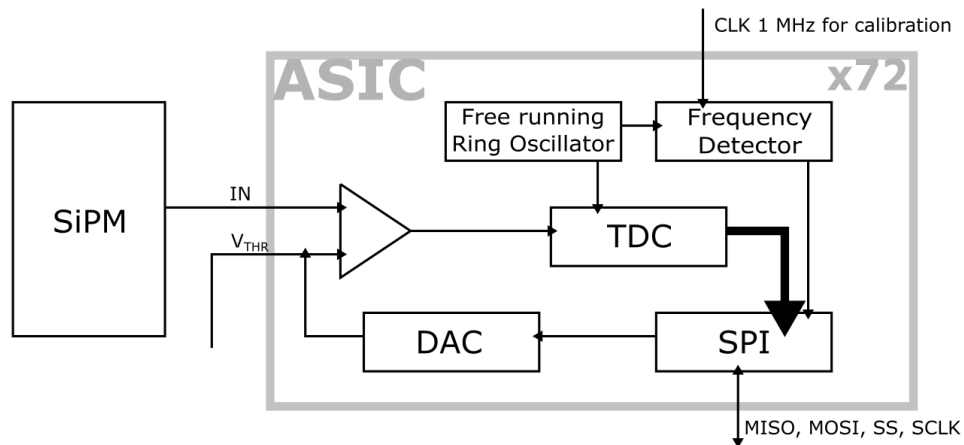 CLK 1 MHz for calibration
ASIC
x72
Free running
Ring Oscillator
Frequency
Detector
IN
SiPM
V_THR
TDC
DAC
SPI
MISO, MOSI, SS, SCLK